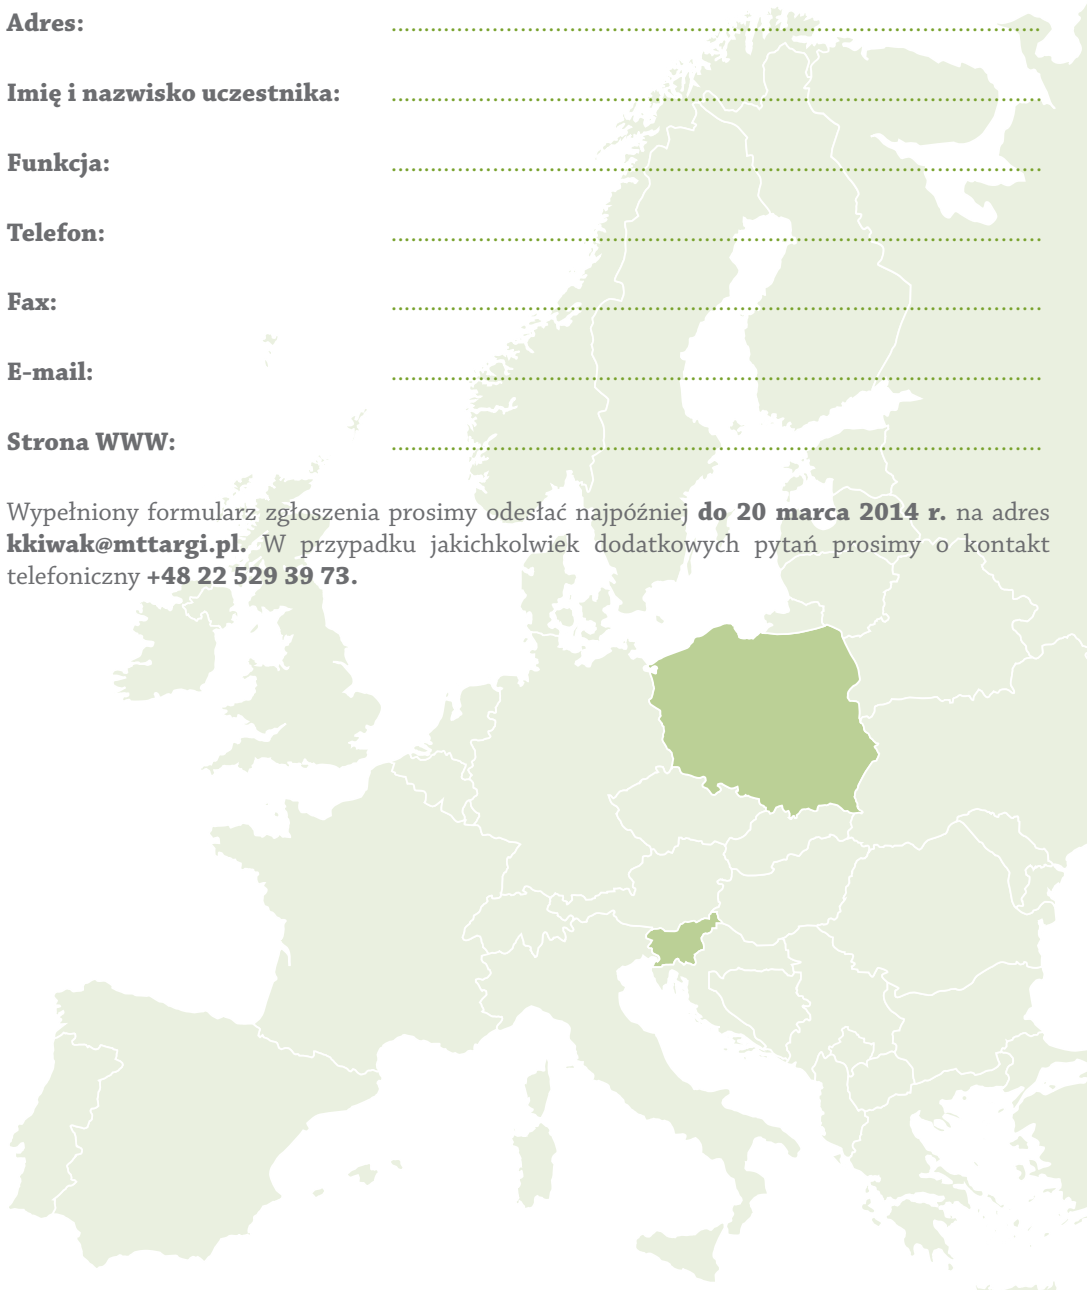 Adres: ........................................................................................................
Imię i nazwisko uczestnika: ........................................................................................................
Funkcja: ........................................................................................................
Telefon: ........................................................................................................
Fax: ........................................................................................................
E-mail: ........................................................................................................
Strona WWW: ........................................................................................................
Wypełniony formularz zgłoszenia prosimy odesłać najpóźniej do 20 marca 2014 r. na adres
kkiwak@mttargi.pl. W przypadku jakichkolwiek dodatkowych pytań prosimy o kontakt
telefoniczny +48 22 529 39 73.